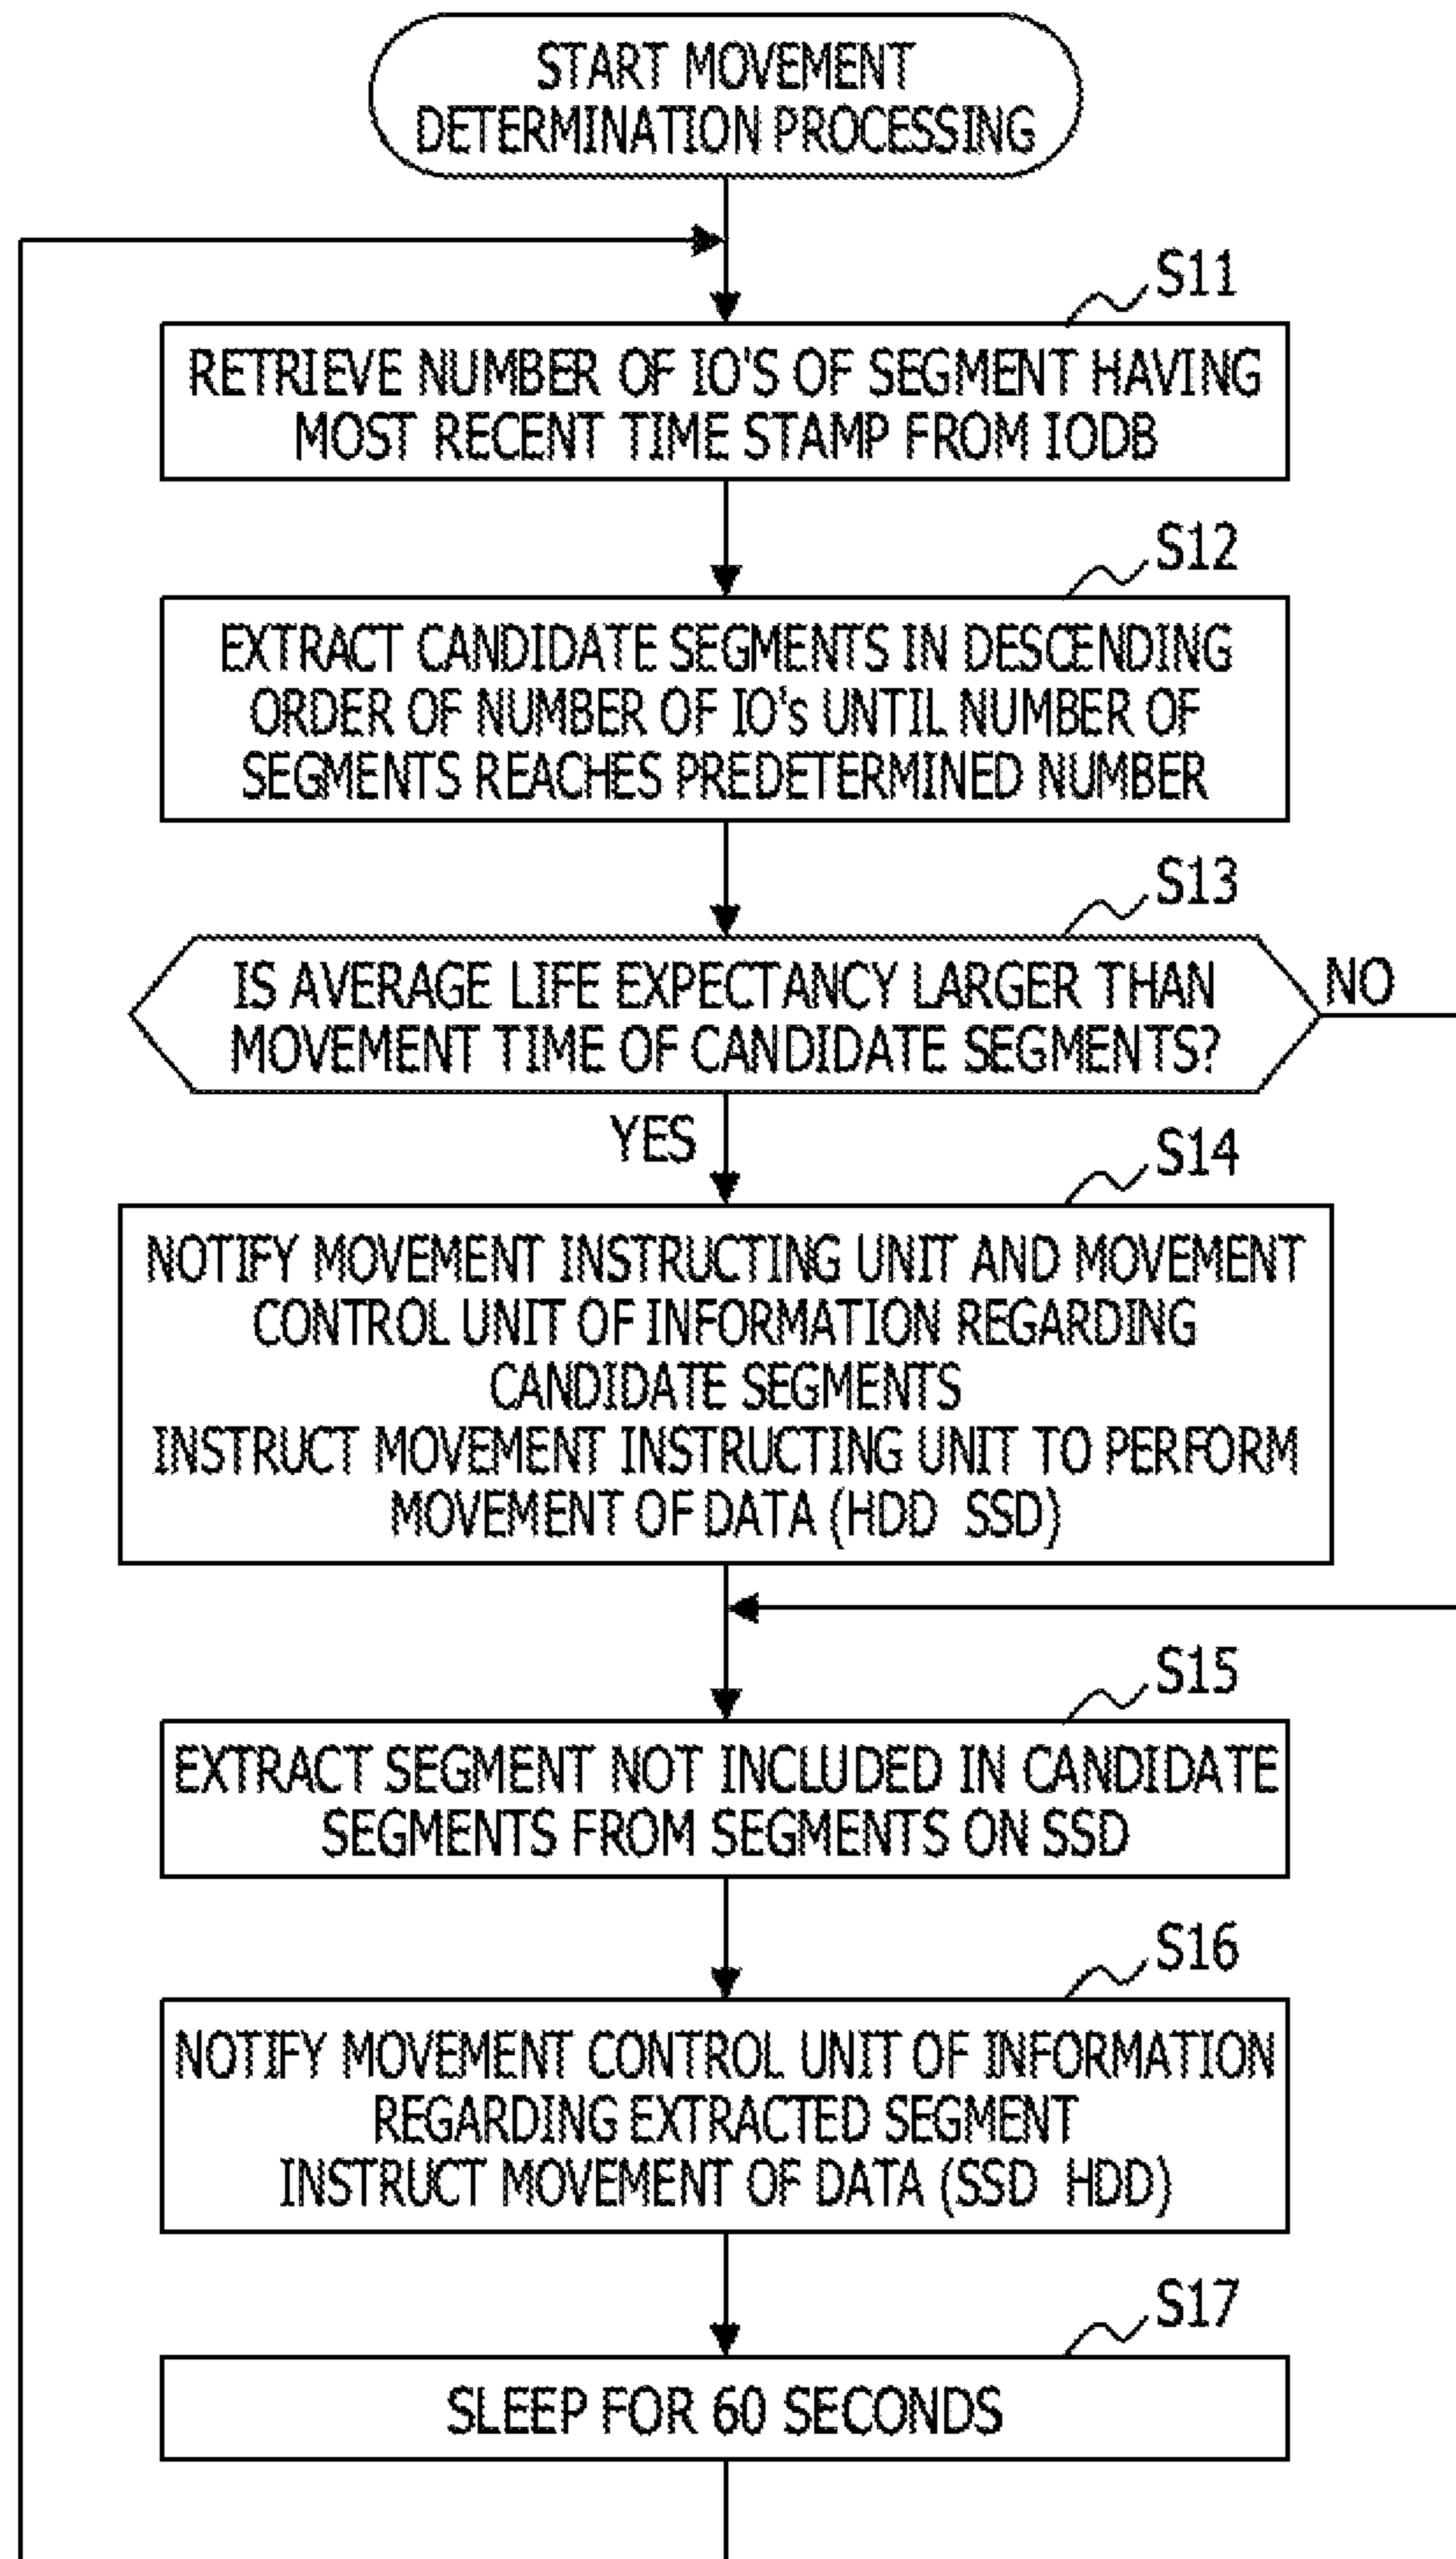 START MOVEMENT
DETERMINATION PROCESSING
S11
RETRIEVE NUMBER OF IO'S OF SEGMENT HAVING
MOST RECENT TIME STAMP FROM IODB
S12
EXTRACT CANDIDATE SEGMENTS IN DESCENDING
ORDER OF NUMBER OF IO's UNTIL NUMBER OF
SEGMENTS REACHES PREDETERMINED NUMBER
S13
IS AVERAGE LIFE EXPECTANCY LARGER THAN
MOVEMENT TIME OF CANDIDATE SEGMENTS?
NO
YES
S14
NOTIFY MOVEMENT INSTRUCTING UNIT AND MOVEMENT
CONTROL UNIT OF INFORMATION REGARDING
CANDIDATE SEGMENTS
INSTRUCT MOVEMENT INSTRUCTING UNIT TO PERFORM
MOVEMENT OF DATA (HDD SSD)
S15
EXTRACT SEGMENT NOT INCLUDED IN CANDIDATE
SEGMENTS FROM SEGMENTS ON SSD
S16
NOTIFY MOVEMENT CONTROL UNIT OF INFORMATION
REGARDING EXTRACTED SEGMENT
INSTRUCT MOVEMENT OF DATA (SSD HDD)
S17
SLEEP FOR 60 SECONDS